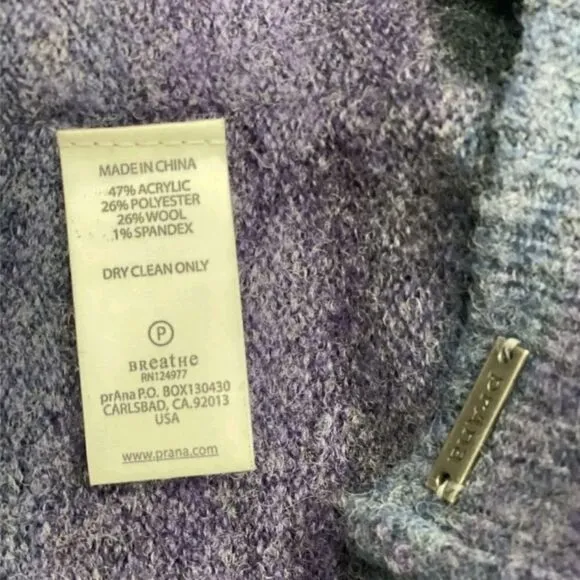 MADE IN CHINA
47% ACRYLIC
26% POLYESTER
26% WOOL
1% SPANDEX
DRY CLEAN ONLY
P
BReatHe
RN124977
prAna P.O. BOX130430
CARLSBAD, CA.92013
USA
www.prana.com
prAna